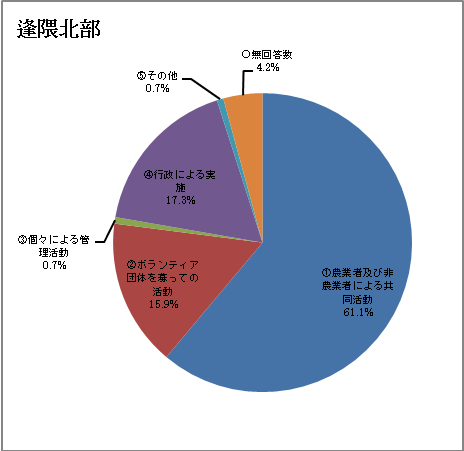 逢隈北部
〇無回答数
4.2%
⑤その他
0.7%
④行政による実
施
17.3%
③個々による管
理活動
0.7%
②ボランティア
団体を募っての
活動
15.9%
①農業者及び非
農業者による共
同活動
61.1%